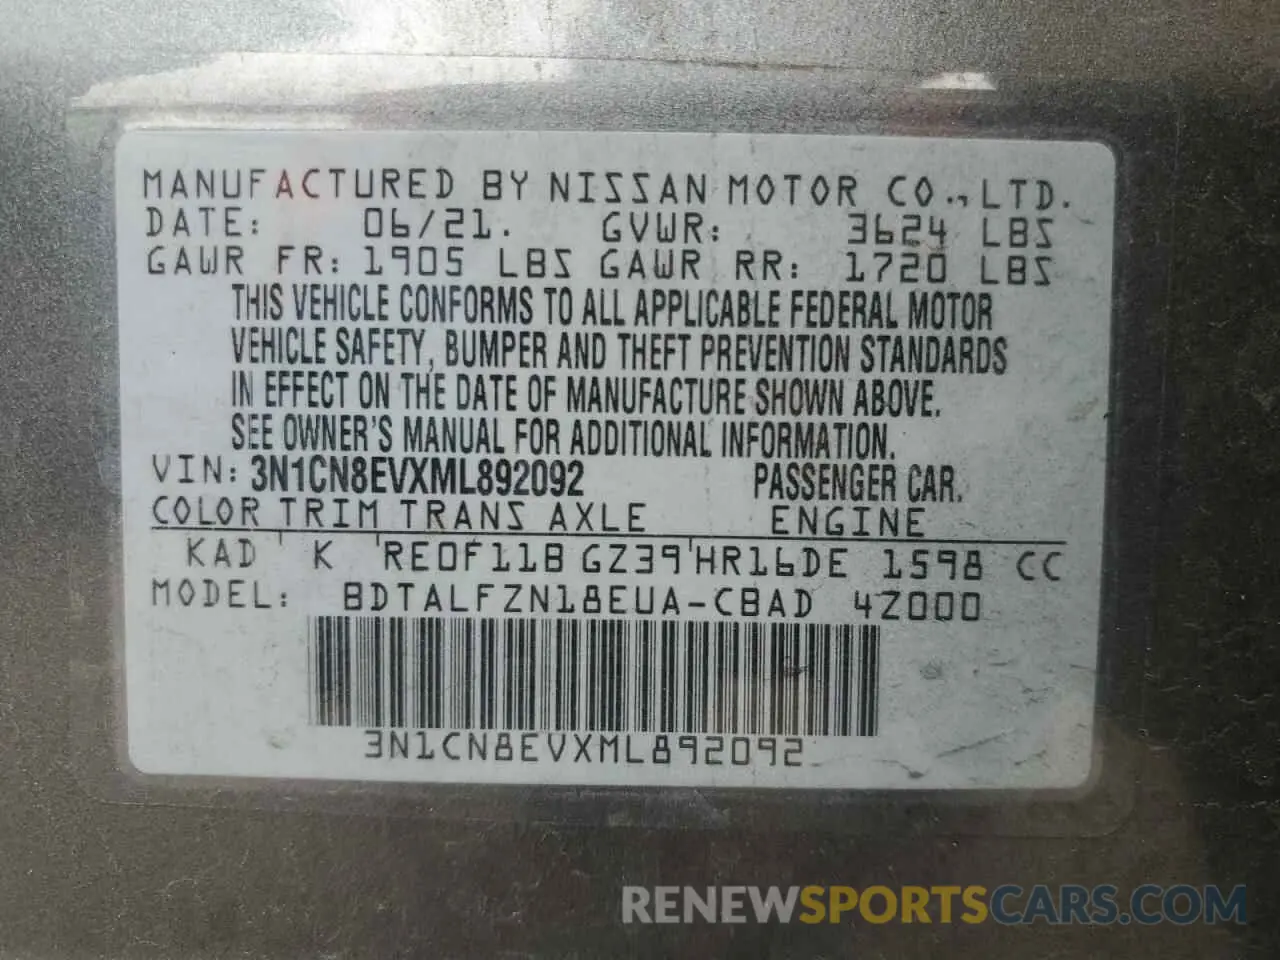 MANUFACTURED BY NISSAN MOTOR CO.,LTD.
DATE: 06/21. GVWR: 3624 LBS
GAWR FR: 1905 LBS GAWR RR: 1720 LBS
THIS VEHICLE CONFORMS TO ALL APPLICABLE FEDERAL MOTOR
VEHICLE SAFETY, BUMPER AND THEFT PREVENTION STANDARDS
IN EFFECT ON THE DATE OF MANUFACTURE SHOWN ABOVE.
SEE OWNER'S MANUAL FOR ADDITIONAL INFORMATION.
VIN: 3N1CN8EVXML892092 PASSENGER CAR.
COLOR TRIM TRANS AXLE ENGINE
KAD K RE0F11B GZ39 HR16DE 1598 CC
MODEL: BDTALFZN18EUA-CBAD 4Z000
3N1CN8EVXML892092
RENEWSPORTSCARS.COM